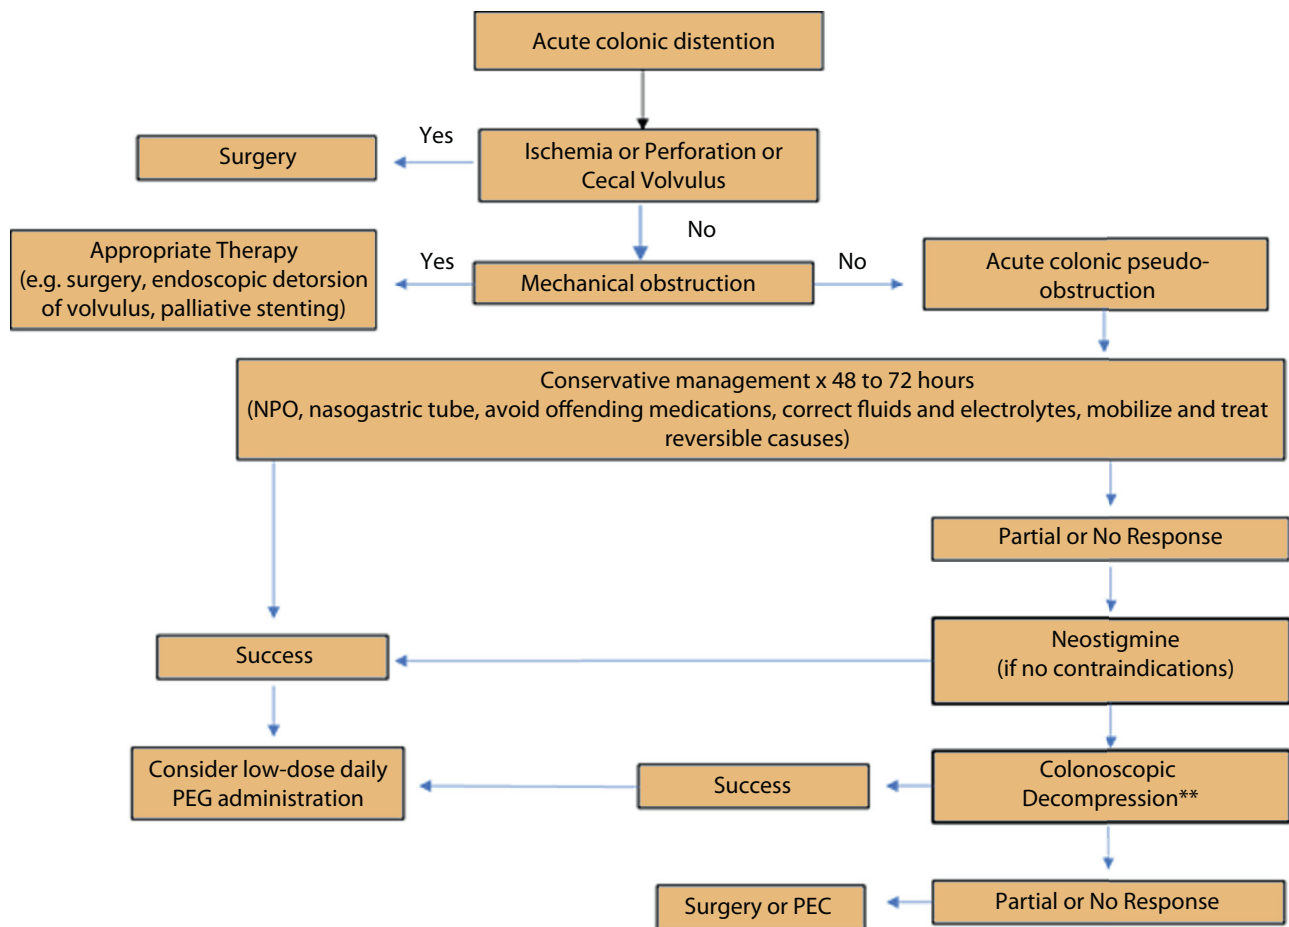 Acute colonic distention
Yes
Surgery
Ischemia or Perforation or
Cecal Volvulus
No
Appropriate Therapy
(e.g. surgery, endoscopic detorsion
of volvulus, palliative stenting)
Yes
Mechanical obstruction
No
Acute colonic pseudo-
obstruction
Conservative management x 48 to 72 hours
(NPO, nasogastric tube, avoid offending medications, correct fluids and electrolytes, mobilize and treat
reversible casuses)
Partial or No Response
Success
Neostigmine
(if no contraindications)
Consider low-dose daily
PEG administration
Success
Colonoscopic
Decompression**
Surgery or PEC
Partial or No Response